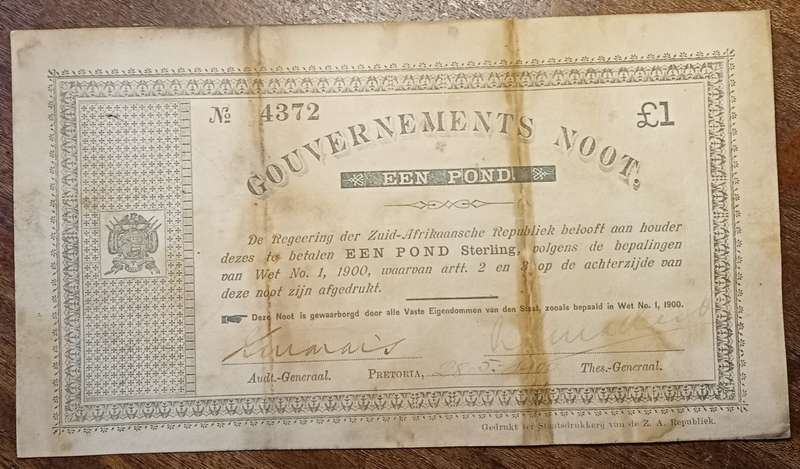 № 4372 £1
GOUVERNEMENTS NOOT,
EEN POND.
De Regeering der Zuid-Afrikaansche Republiek belooft aan houder
dezes te betalen EEN POND Sterling, volgens de bepalingen
van Wet No. 1, 1900, waarvan artt. 2 en 3 op de achterzijde van
deze noot zijn afgedrukt.
Deze Noot is gewaarborgd door alle Vaste Eigendommen van den Staat, zooals bepaald in Wet No. 1, 1900.
Audt.-Generaal. PRETORIA, 28-5-1900 Thes.-Generaal.
Gedrukt ter Staatsdrukkerij van de Z. A. Republiek.